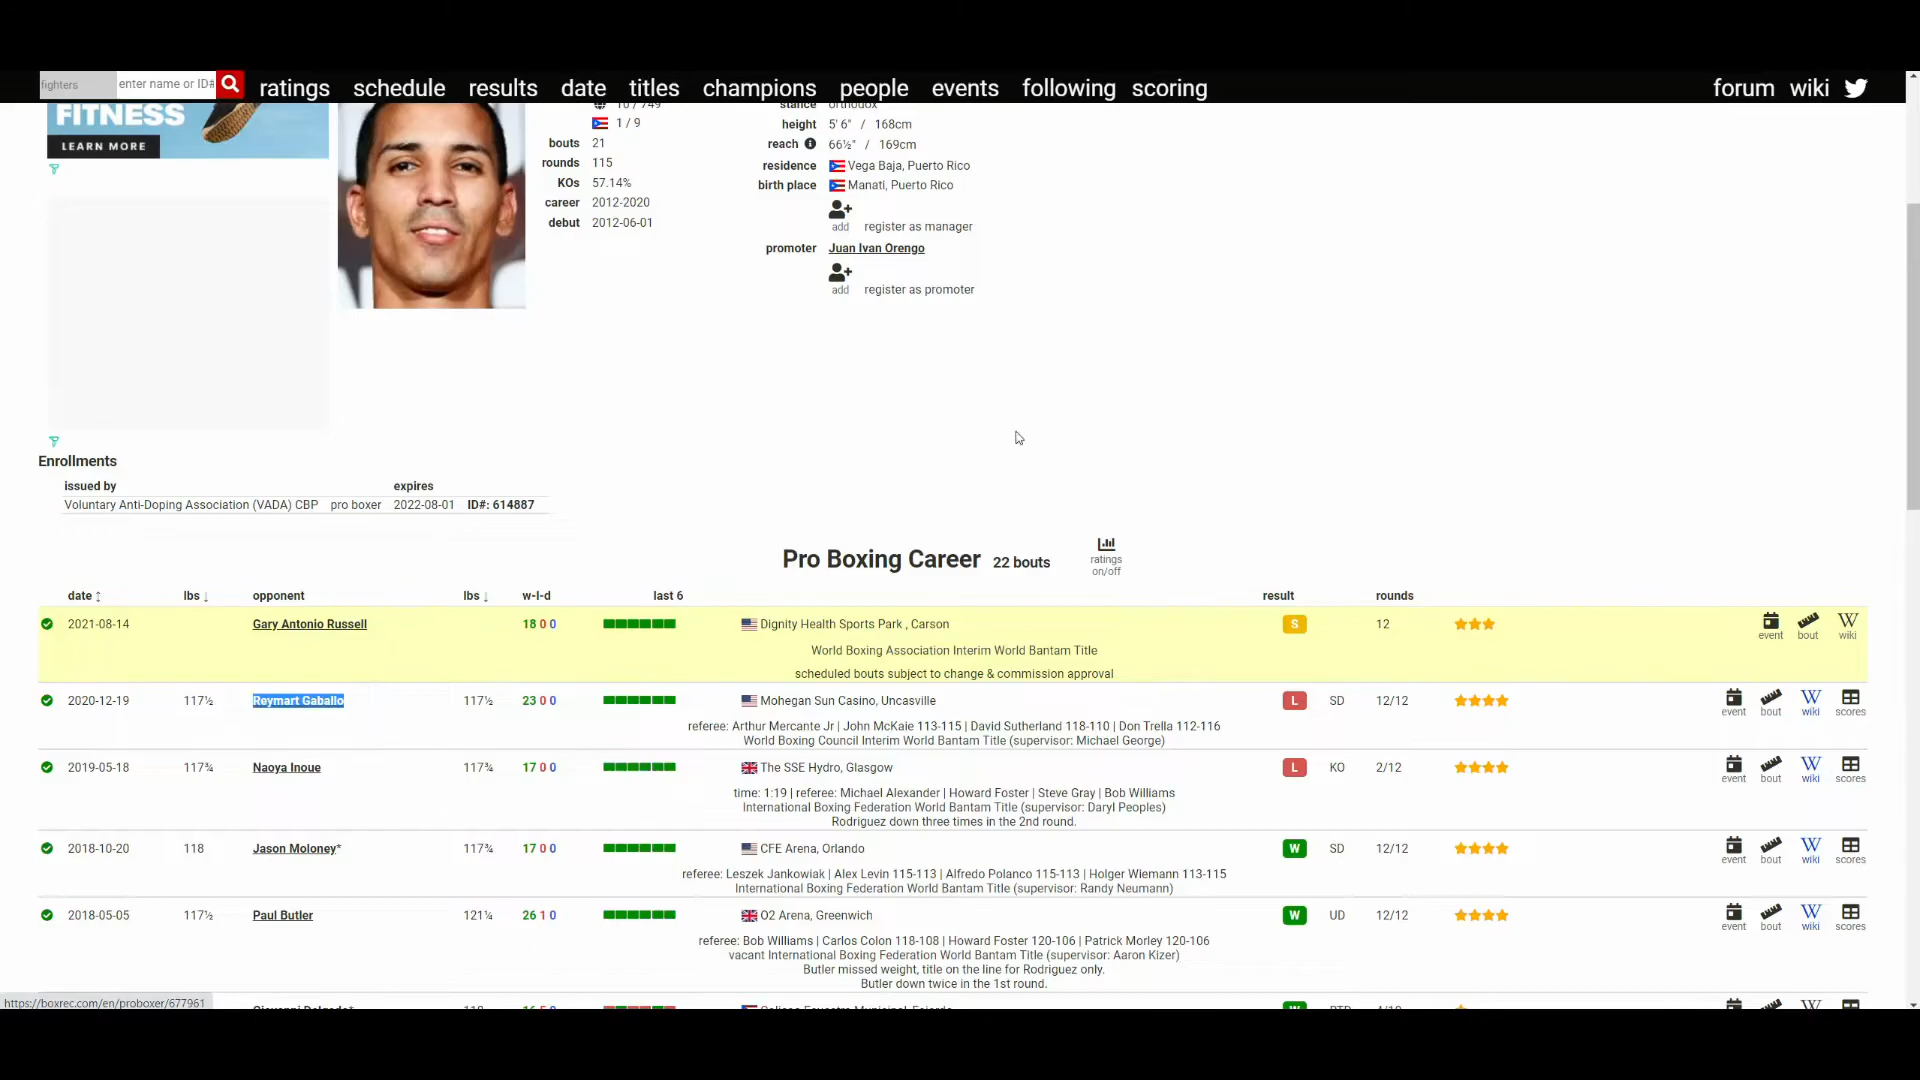 fighters
enter name or ID#
ratings schedule results date titles champions people events following scoring forum wiki
FITNESS
LEARN MORE
10 / 749
1 / 9
bouts 21
rounds 115
KOs 57.14%
career 2012-2020
debut 2012-06-01
stance orthodox
height 5' 6" / 168cm
reach 66½" / 169cm
residence Vega Baja, Puerto Rico
birth place Manati, Puerto Rico
add register as manager
promoter Juan Ivan Orengo
add register as promoter
Enrollments
issued by expires
Voluntary Anti-Doping Association (VADA) CBP pro boxer 2022-08-01 ID#: 614887
Pro Boxing Career 22 bouts
ratings
on/off
date lbs opponent lbs w-l-d last 6 result rounds
2021-08-14 Gary Antonio Russell 18 0 0 Dignity Health Sports Park , Carson S 12 event bout wiki
World Boxing Association Interim World Bantam Title
scheduled bouts subject to change & commission approval
2020-12-19 117½ Reymart Gaballo 117½ 23 0 0 Mohegan Sun Casino, Uncasville L SD 12/12 event bout wiki scores
referee: Arthur Mercante Jr | John McKaie 113-115 | David Sutherland 118-110 | Don Trella 112-116
World Boxing Council Interim World Bantam Title (supervisor: Michael George)
2019-05-18 117¾ Naoya Inoue 117¾ 17 0 0 The SSE Hydro, Glasgow L KO 2/12 event bout wiki scores
time: 1:19 | referee: Michael Alexander | Howard Foster | Steve Gray | Bob Williams
International Boxing Federation World Bantam Title (supervisor: Daryl Peoples)
Rodriguez down three times in the 2nd round.
2018-10-20 118 Jason Moloney* 117¾ 17 0 0 CFE Arena, Orlando W SD 12/12 event bout wiki scores
referee: Leszek Jankowiak | Alex Levin 115-113 | Alfredo Polanco 115-113 | Holger Wiemann 113-115
International Boxing Federation World Bantam Title (supervisor: Randy Neumann)
2018-05-05 117½ Paul Butler 121¼ 26 1 0 O2 Arena, Greenwich W UD 12/12 event bout wiki scores
referee: Bob Williams | Carlos Colon 118-108 | Howard Foster 120-106 | Patrick Morley 120-106
vacant International Boxing Federation World Bantam Title (supervisor: Aaron Kizer)
Butler missed weight, title on the line for Rodriguez only.
Butler down twice in the 1st round.
https://boxrec.com/en/proboxer/677961